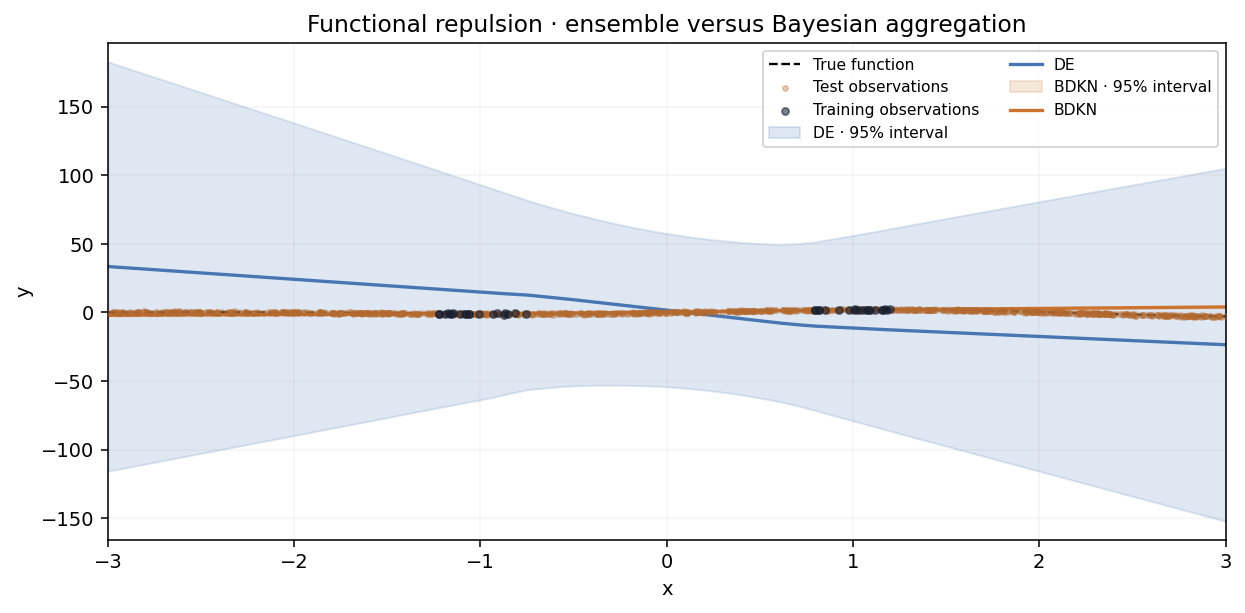 Functional repulsion · ensemble versus Bayesian aggregation
True function
Test observations
Training observations
DE · 95% interval
DE
BDKN · 95% interval
BDKN
y
150
100
50
0
−50
−100
−150
−3
−2
−1
0
1
2
3
x